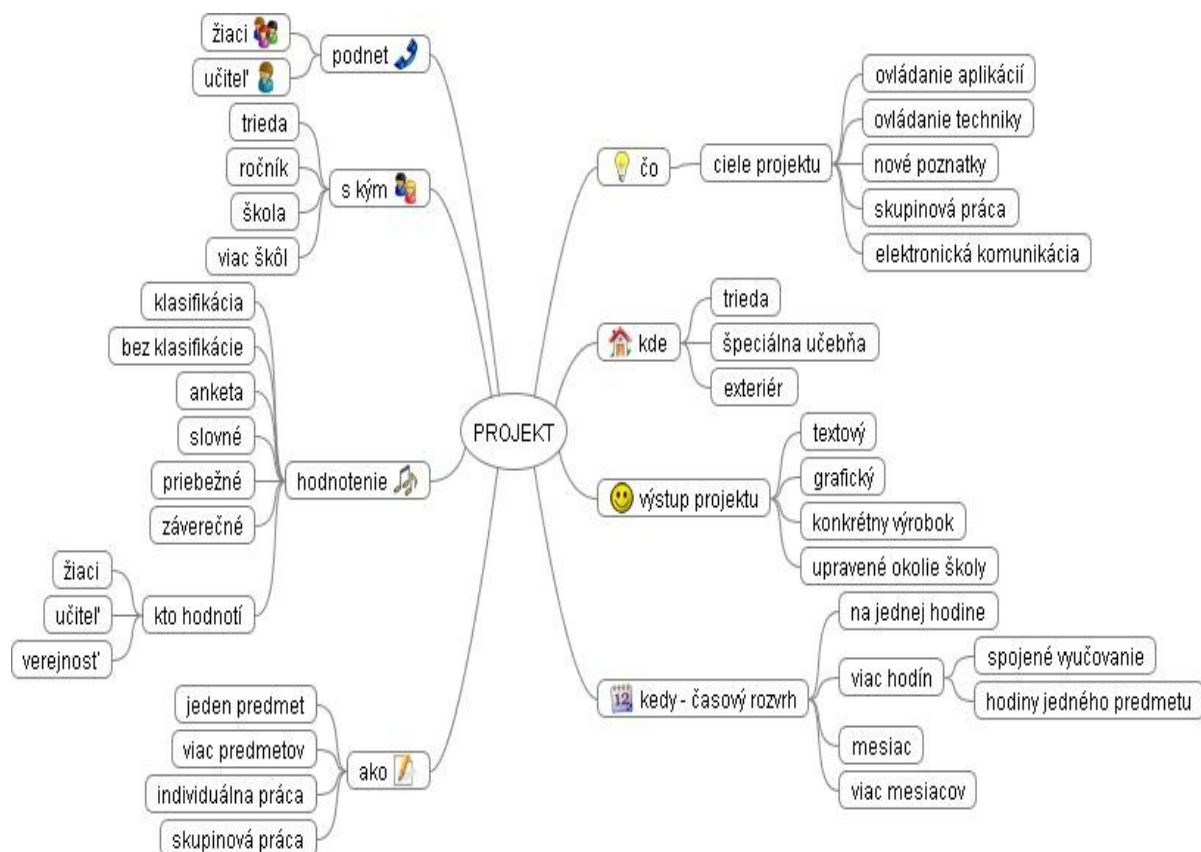 PROJEKT
podnet
žiaci
učiteľ
s kým
trieda
ročník
škola
viac škôl
hodnotenie
klasifikácia
bez klasifikácie
anketa
slovné
priebežné
záverečné
kto hodnotí
žiaci
učiteľ
verejnosť
ako
jeden predmet
viac predmetov
individuálna práca
skupinová práca
čo
ciele projektu
ovládanie aplikácií
ovládanie techniky
nové poznatky
skupinová práca
elektronická komunikácia
kde
trieda
špeciálna učebňa
exteriér
výstup projektu
textový
grafický
konkrétny výrobok
upravené okolie školy
12
kedy - časový rozvrh
na jednej hodine
viac hodín
spojené vyučovanie
hodiny jedného predmetu
mesiac
viac mesiacov